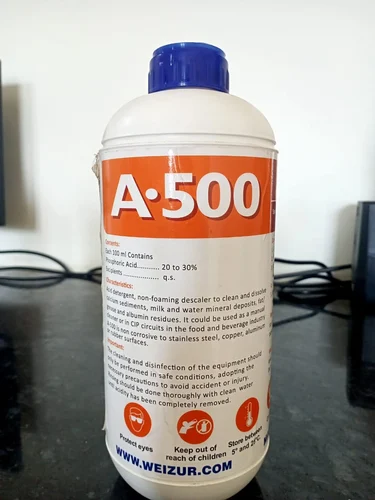 A·500
Contents:
Each 100 ml Contains
Phosphoric Acid........... 20 to 30%
Excipients ................ q.s.
Characteristics:
Acid detergent, non-foaming descaler to clean and dissolve
calcium sediments, milk and water mineral deposits, fat/
and albumin residues. It could be used as a manual
cleaner or in CIP circuits in the food and beverage industry
A-500 is non corrosive to stainless steel, copper, aluminum
or rubber surfaces.
Important:
The cleaning and disinfection of the equipment should
be performed in safe conditions, adopting the
necessary precautions to avoid accident or injury.
should be done thoroughly with clean water
until acidity has been completely removed.
Protect eyes
Keep out of
reach of children
Store between
5° and
WWW.WEIZUR.COM